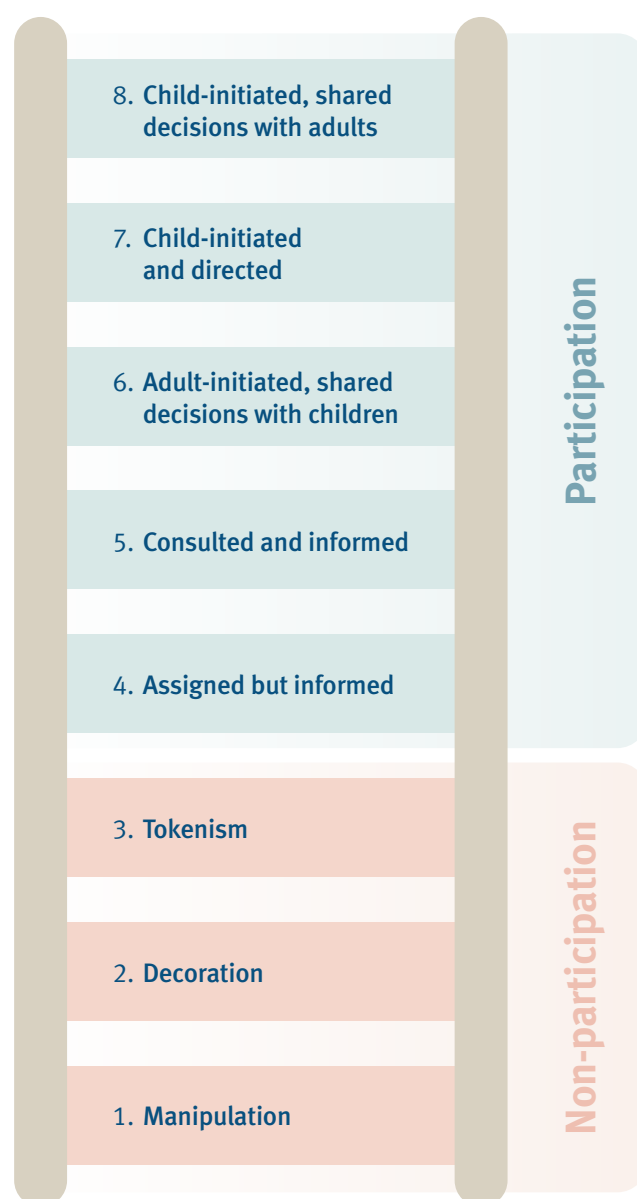 8. Child-initiated, shared
decisions with adults
7. Child-initiated
and directed
6. Adult-initiated, shared
decisions with children
5. Consulted and informed
4. Assigned but informed
Participation
3. Tokenism
2. Decoration
1. Manipulation
Non-participation